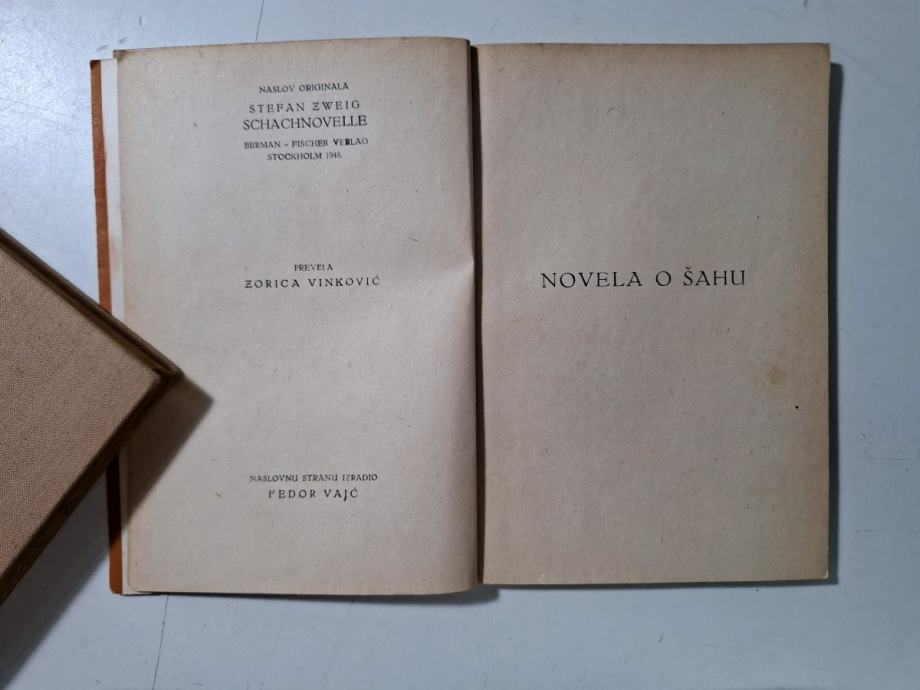 NASLOV ORIGINALA
STEFAN ZWEIG
SCHACHNOVELLE
BERMAN - FISCHER VERLAG
STOCKHOLM 1945.
PREVELA
ZORICA VINKOVIĆ
NASLOVNU STRANU IZRADIO
FEDOR VAJĆ
NOVELA O ŠAHU